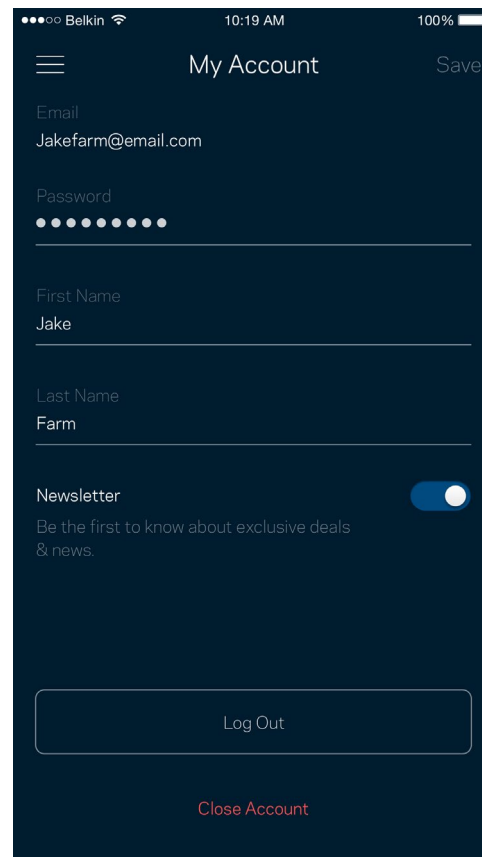 Belkin 10:19 AM 100%
My Account Save
Email
Jakefarm@email.com
Password
First Name
Jake
Last Name
Farm
Newsletter
Be the first to know about exclusive deals
& news.
Log Out
Close Account